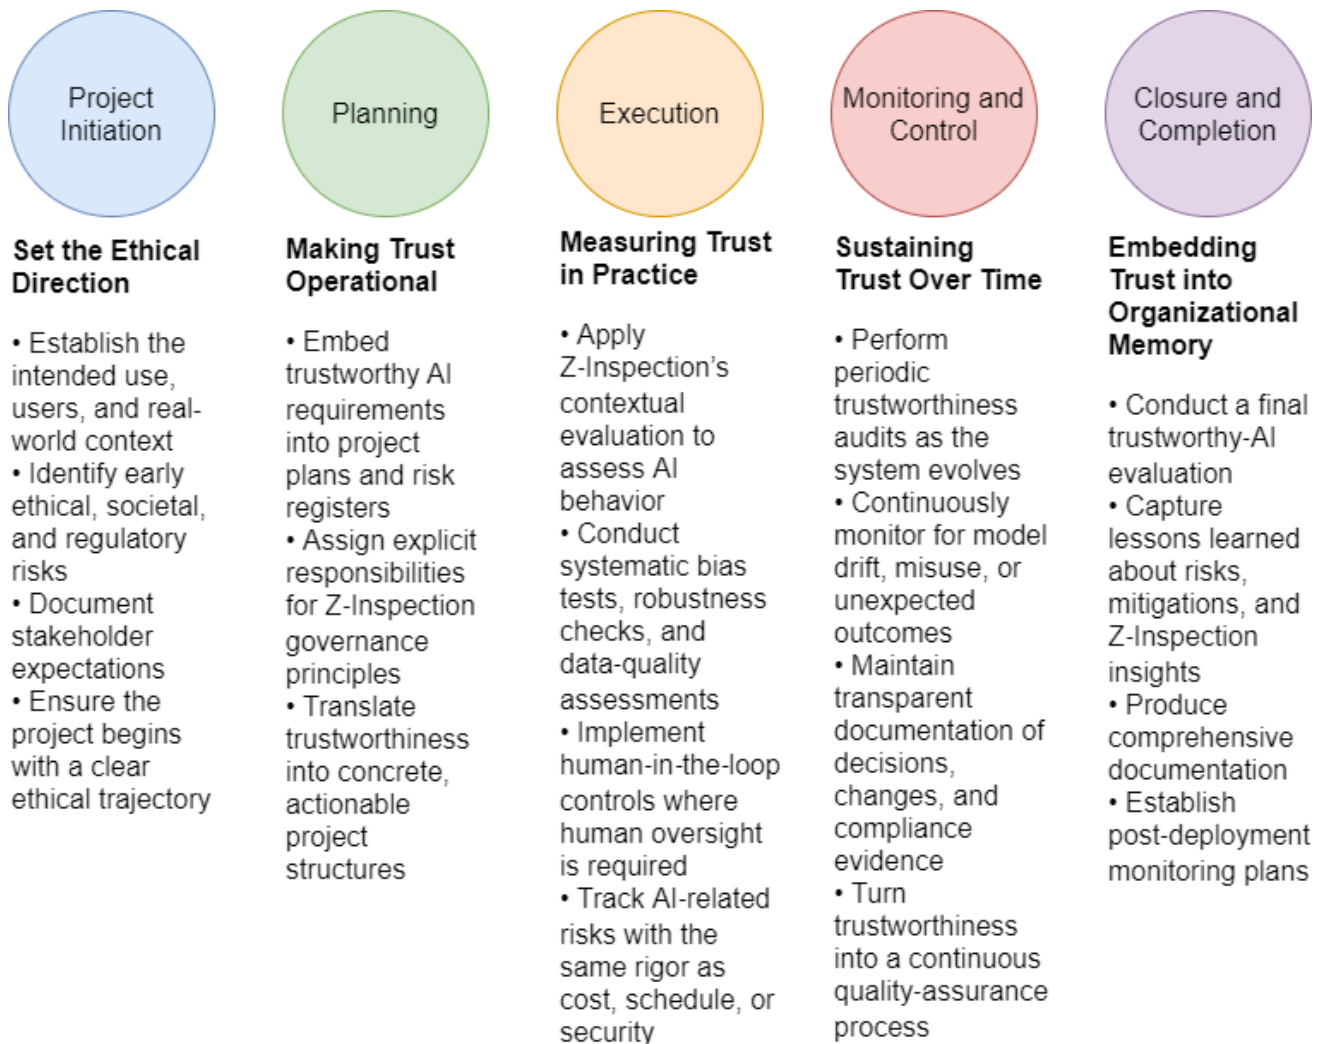 Project
Initiation
Planning
Execution
Monitoring and
Control
Closure and
Completion
Set the Ethical
Direction
• Establish the
intended use,
users, and real-
world context
• Identify early
ethical, societal,
and regulatory
risks
• Document
stakeholder
expectations
• Ensure the
project begins
with a clear
ethical trajectory
Making Trust
Operational
• Embed
trustworthy AI
requirements
into project
plans and risk
registers
• Assign explicit
responsibilities
for Z-Inspection
governance
principles
• Translate
trustworthiness
into concrete,
actionable
project
structures
Measuring Trust
in Practice
• Apply
Z-Inspection’s
contextual
evaluation to
assess AI
behavior
• Conduct
systematic bias
tests, robustness
checks, and
data-quality
assessments
• Implement
human-in-the-loop
controls where
human oversight
is required
• Track AI-related
risks with the
same rigor as
cost, schedule, or
security
Sustaining
Trust Over Time
• Perform
periodic
trustworthiness
audits as the
system evolves
• Continuously
monitor for model
drift, misuse, or
unexpected
outcomes
• Maintain
transparent
documentation of
decisions,
changes, and
compliance
evidence
• Turn
trustworthiness
into a continuous
quality-assurance
process
Embedding
Trust into
Organizational
Memory
• Conduct a final
trustworthy-AI
evaluation
• Capture
lessons learned
about risks,
mitigations, and
Z-Inspection
insights
• Produce
comprehensive
documentation
• Establish
post-deployment
monitoring plans